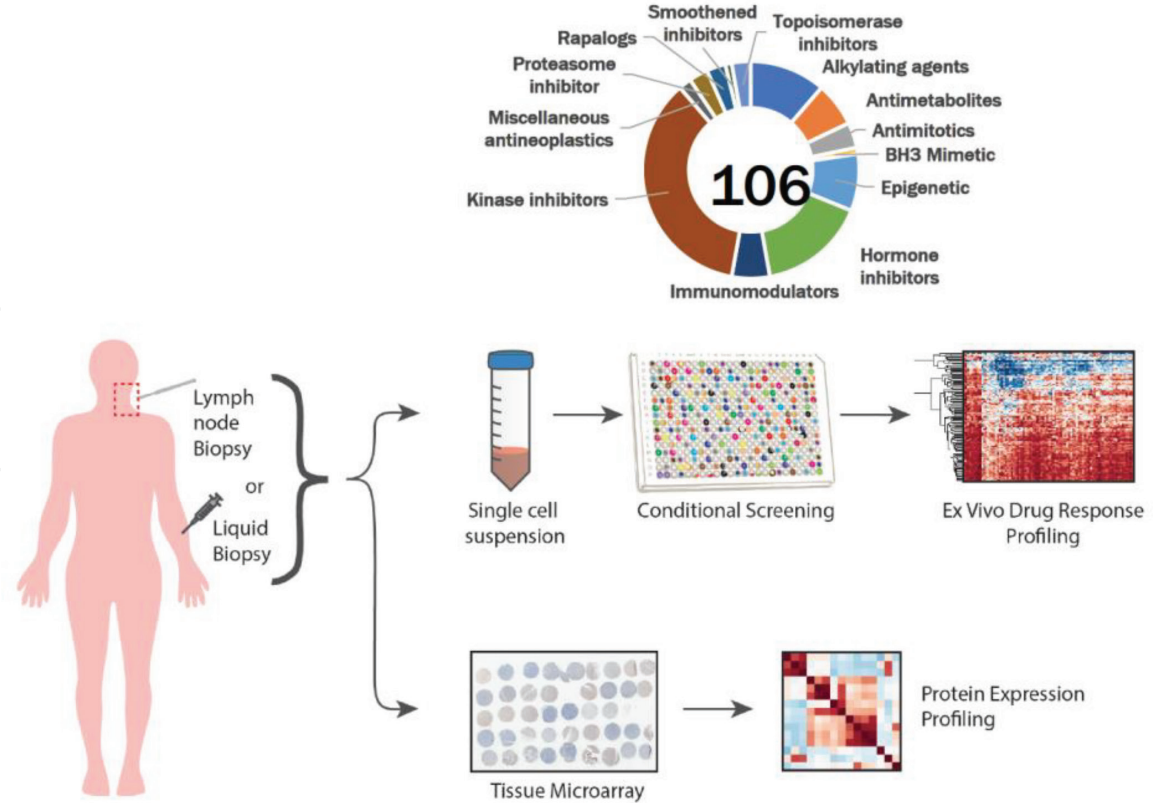 Smoothened
inhibitors
Topoisomerase
inhibitors
Rapalogs
Alkylating agents
Proteasome
inhibitor
Antimetabolites
Miscellaneous
antineoplastics
Antimitotics
BH3 Mimetic
106
Epigenetic
Kinase inhibitors
Hormone
inhibitors
Immunomodulators
Lymph
node
Biopsy
or
Liquid
Biopsy
Single cell
suspension
Conditional Screening
Ex Vivo Drug Response
Profiling
Protein Expression
Profiling
Tissue Microarray